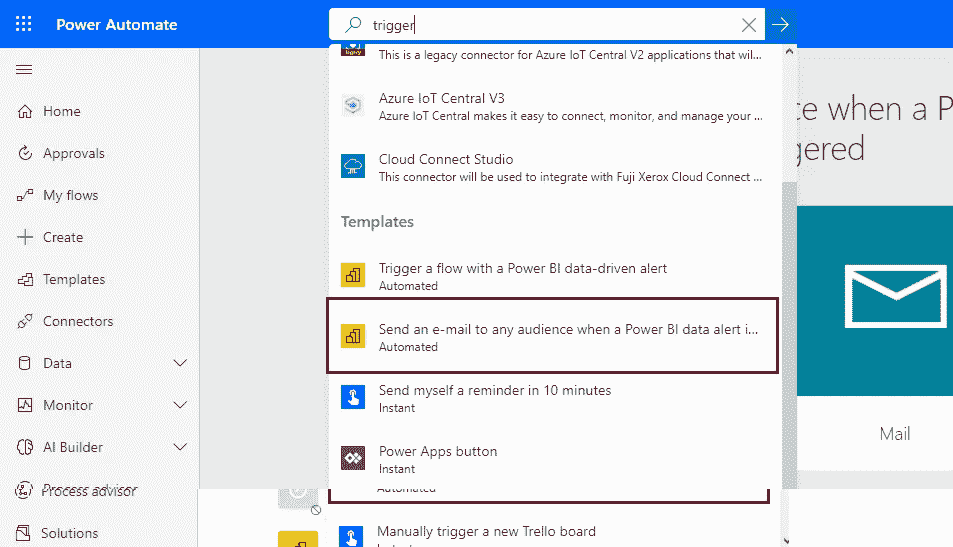 Power Automate
trigger
This is a legacy connector for Azure IoT Central V2 applications that wil...
Home
Approvals
My flows
Create
Templates
Connectors
Data
Monitor
AI Builder
Process advisor
Solutions
Azure IoT Central V3
Azure IoT Central makes it easy to connect, monitor, and manage your ...
Cloud Connect Studio
This connector will be used to integrate with Fuji Xerox Cloud Connect ...
Templates
Trigger a flow with a Power BI data-driven alert
Automated
Send an e-mail to any audience when a Power BI data alert i...
Automated
Send myself a reminder in 10 minutes
Instant
Power Apps button
Instant
Automated
Manually trigger a new Trello board
ce when a P
gered
Mail